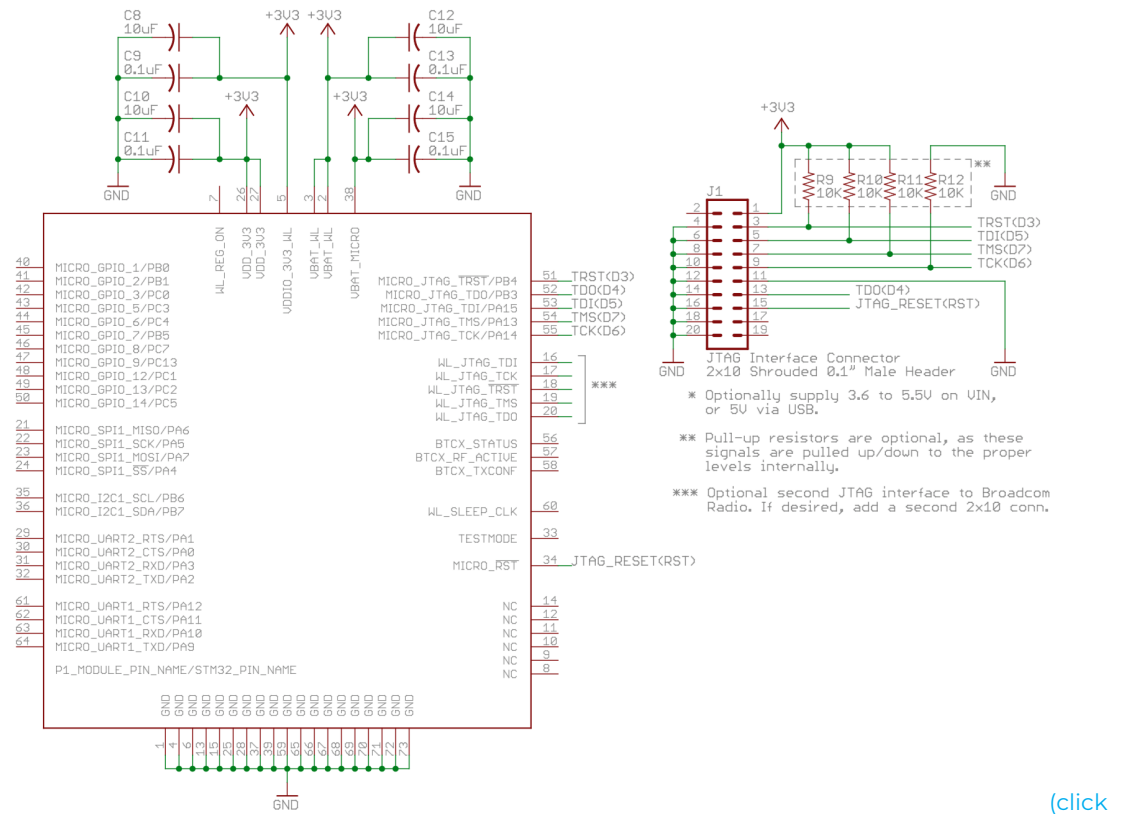 C8
10uF
C9
0.1uF
C10
10uF
C11
0.1uF
GND
+3V3
+3V3
+3V3
+3V3
C12
10uF
C13
0.1uF
C14
10uF
C15
0.1uF
GND
7
26
27
5
3
2
38
WL_REG_ON
VDD_3V3
VDD_3V3
VDDIO_3V3_WL
VBAT_WL
VBAT_WL
VBAT_MICRO
40 MICRO_GPIO_1/PB0
41 MICRO_GPIO_2/PB1
42 MICRO_GPIO_3/PC0
43 MICRO_GPIO_5/PC3
44 MICRO_GPIO_6/PC4
45 MICRO_GPIO_7/PB5
46 MICRO_GPIO_8/PC7
47 MICRO_GPIO_9/PC13
48 MICRO_GPIO_12/PC1
49 MICRO_GPIO_13/PC2
50 MICRO_GPIO_14/PC5
21 MICRO_SPI1_MISO/PA6
22 MICRO_SPI1_SCK/PA5
23 MICRO_SPI1_MOSI/PA7
24 MICRO_SPI1_SS/PA4
35 MICRO_I2C1_SCL/PB6
36 MICRO_I2C1_SDA/PB7
29 MICRO_UART2_RTS/PA1
30 MICRO_UART2_CTS/PA0
31 MICRO_UART2_RXD/PA3
32 MICRO_UART2_TXD/PA2
61 MICRO_UART1_RTS/PA12
62 MICRO_UART1_CTS/PA11
63 MICRO_UART1_RXD/PA10
64 MICRO_UART1_TXD/PA9
P1_MODULE_PIN_NAME/STM32_PIN_NAME
MICRO_JTAG_TRST/PB4 51 TRST(D3)
MICRO_JTAG_TDO/PB3 52 TDO(D4)
MICRO_JTAG_TDI/PA15 53 TDI(D5)
MICRO_JTAG_TMS/PA13 54 TMS(D7)
MICRO_JTAG_TCK/PA14 55 TCK(D6)
WL_JTAG_TDI 16
WL_JTAG_TCK 17
WL_JTAG_TRST 18 ***
WL_JTAG_TMS 19
WL_JTAG_TDO 20
BTCX_STATUS 56
BTCX_RF_ACTIVE 57
BTCX_TXCONF 58
WL_SLEEP_CLK 60
TESTMODE 33
MICRO_RST 34 JTAG_RESET(RST)
NC 14
NC 12
NC 11
NC 10
NC 9
NC 8
GND GND GND GND GND GND GND GND GND GND GND GND GND GND GND GND GND GND GND
1 4 6 13 15 25 28 37 39 59 65 66 67 68 69 70 71 72 73
GND
+3V3
R9
10K
R10
10K
R11
10K
R12
10K
**
GND
J1
2 1
4 3 TRST(D3)
6 5 TDI(D5)
8 7 TMS(D7)
10 9 TCK(D6)
12 11
14 13 TDO(D4)
16 15 JTAG_RESET(RST)
18 17
20 19
GND
GND
JTAG Interface Connector
2x10 Shrouded 0.1" Male Header
* Optionally supply 3.6 to 5.5V on VIN,
or 5V via USB.
** Pull-up resistors are optional, as these
signals are pulled up/down to the proper
levels internally.
*** Optional second JTAG interface to Broadcom
Radio. If desired, add a second 2x10 conn.
(click